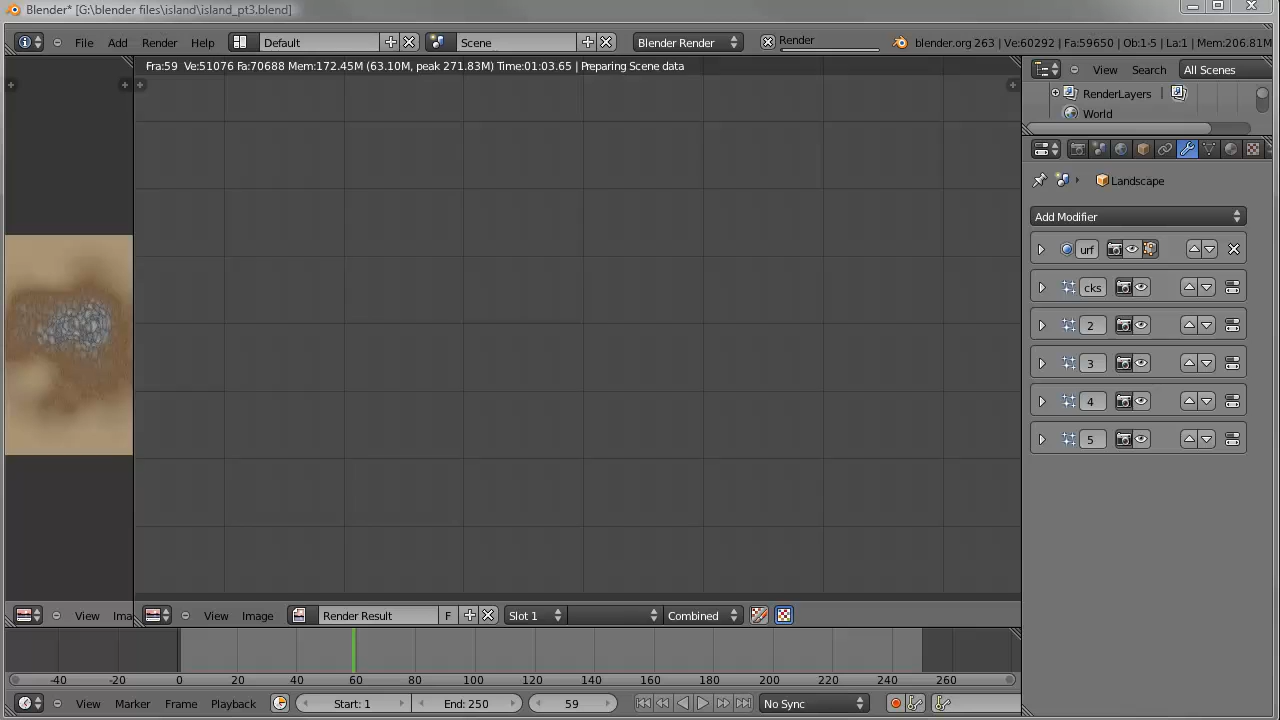 Blender* [G:\blender files\island\island_pt3.blend]
File Add Render Help Default Scene Blender Render Render blender.org 263 | Ve:60292 | Fa:59650 | Ob:1-5 | La:1 | Mem:206.81M
Fra:59 Ve:51076 Fa:70688 Mem:172.45M (63.10M, peak 271.83M) Time:01:03.65 | Preparing Scene data
View Search All Scenes
RenderLayers
World
Landscape
Add Modifier
urf
cks
2
3
4
5
View Ima View Image Render Result F Slot 1 Combined
-40 -20 0 20 40 60 80 100 120 140 160 180 200 220 240 260
View Marker Frame Playback Start: 1 End: 250 59 No Sync